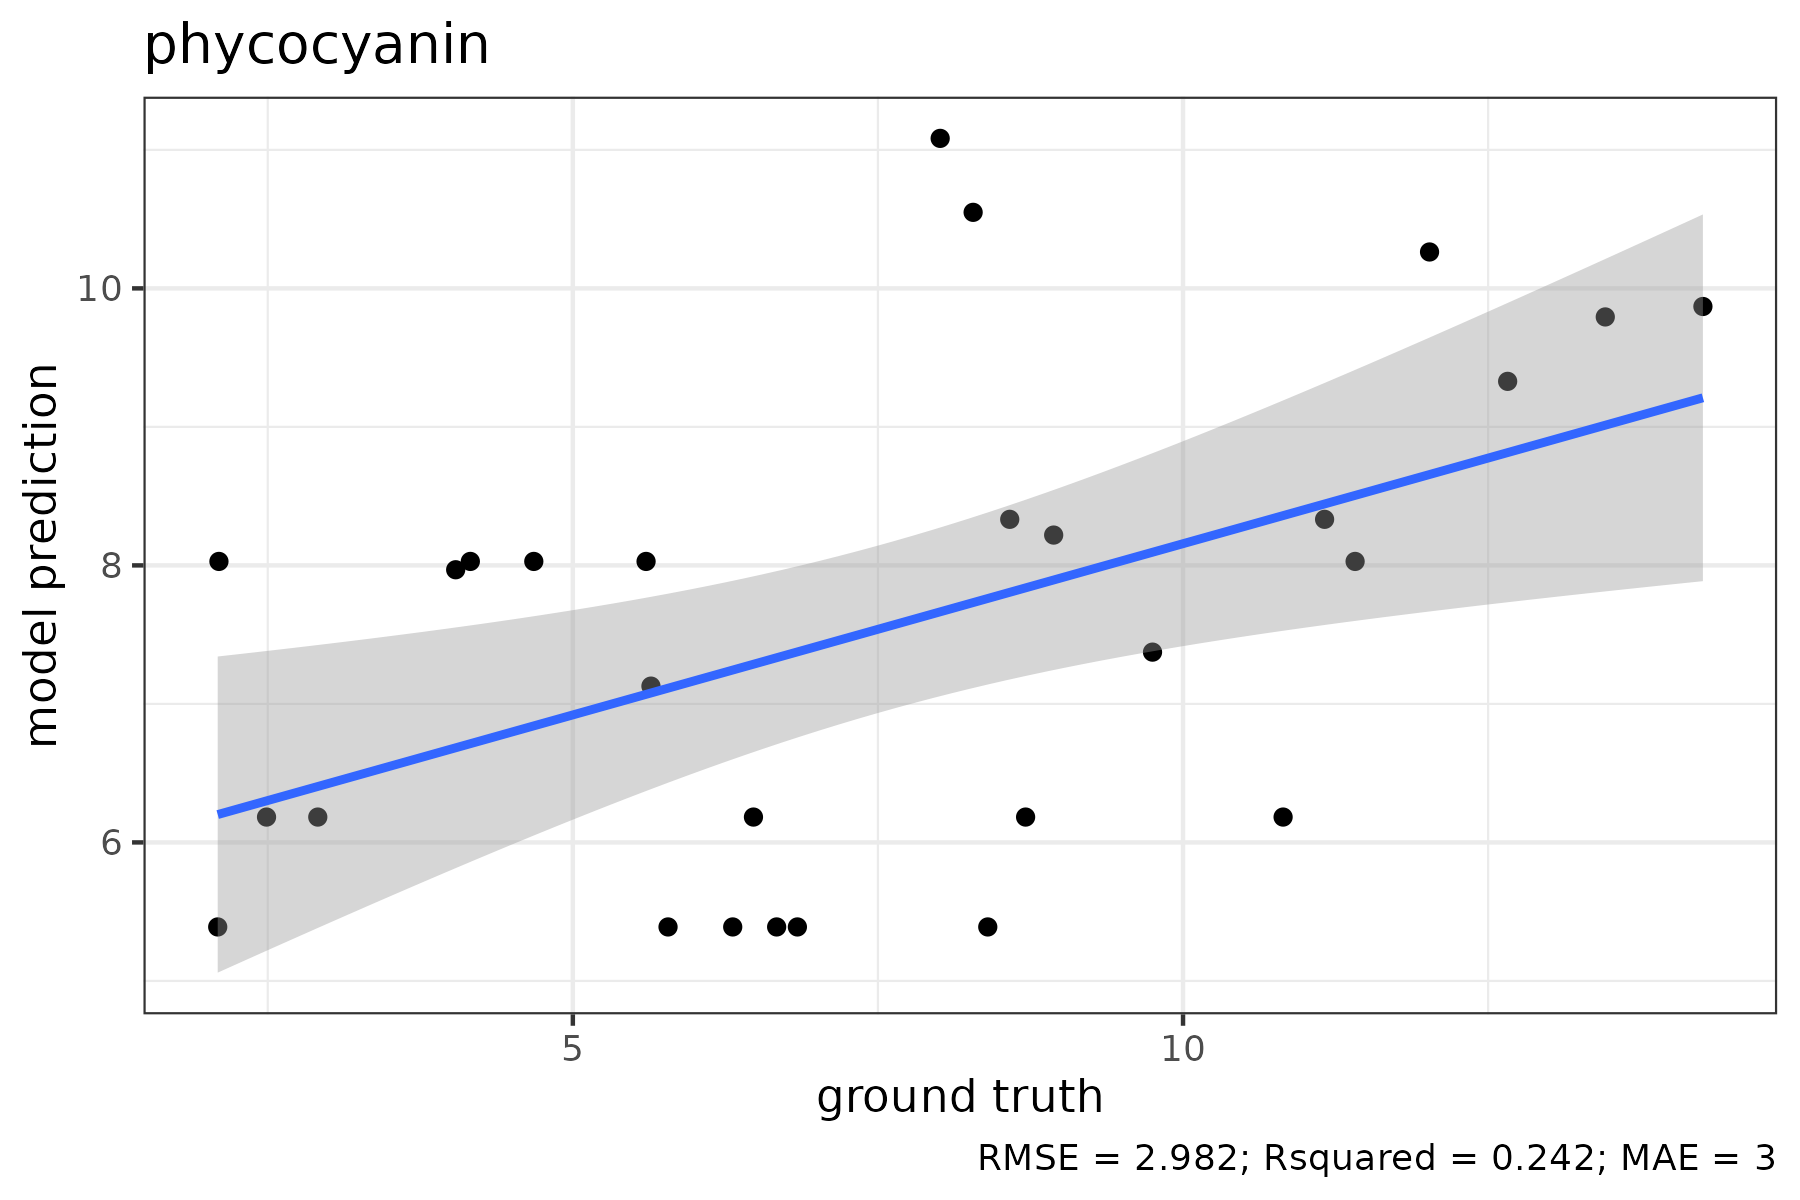 phycocyanin
10
8
6
model prediction
5 10
ground truth
RMSE = 2.982; Rsquared = 0.242; MAE = 3